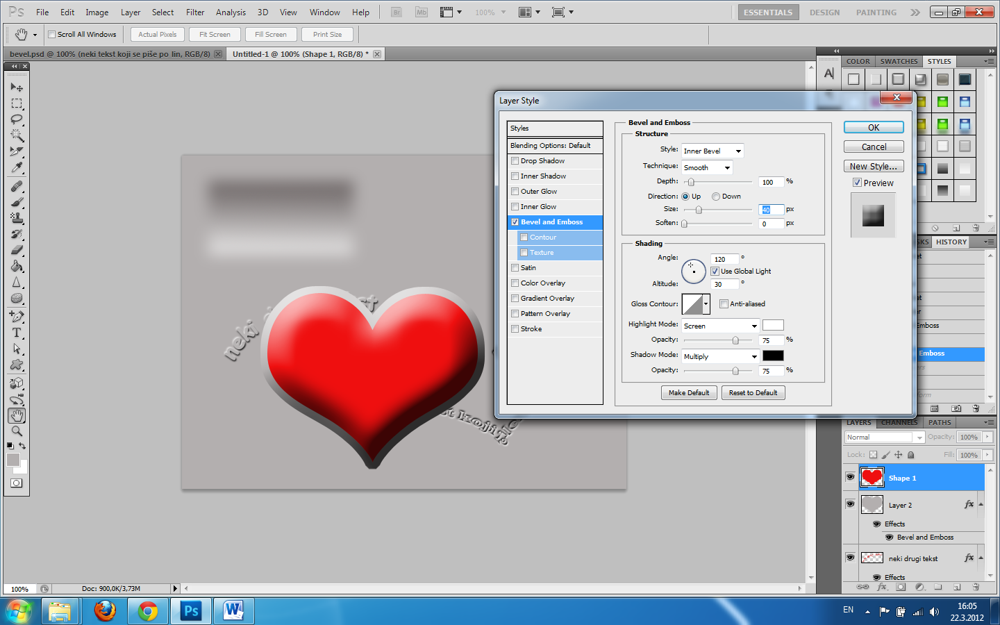 Ps File Edit Image Layer Select Filter Analysis 3D View Window Help Br Mb 100% ESSENTIALS DESIGN PAINTING
Scroll All Windows Actual Pixels Fit Screen Fill Screen Print Size
bevel.psd @ 100% (neki tekst koji se piše po lin, RGB/8) Untitled-1 @ 100% (Shape 1, RGB/8) *
COLOR SWATCHES STYLES
Layer Style
Styles
Blending Options: Default
Drop Shadow
Inner Shadow
Outer Glow
Inner Glow
Bevel and Emboss
Contour
Texture
Satin
Color Overlay
Gradient Overlay
Pattern Overlay
Stroke
Bevel and Emboss
Structure
Style: Inner Bevel
Technique: Smooth
Depth: 100 %
Direction: Up Down
Size: 40 px
Soften: 0 px
Shading
Angle: 120 °
Use Global Light
Altitude: 30 °
Gloss Contour: Anti-aliased
Highlight Mode: Screen
Opacity: 75 %
Shadow Mode: Multiply
Opacity: 75 %
Make Default Reset to Default
OK
Cancel
New Style...
Preview
HISTORY
neki
LAYERS CHANNELS PATHS
Normal Opacity: 100%
Lock: Fill: 100%
Shape 1
Layer 2 fx
Effects
Bevel and Emboss
neki drugi tekst fx
Effects
100% Doc: 900,0K/3,73M
Ps W EN 16:05
22.3.2012